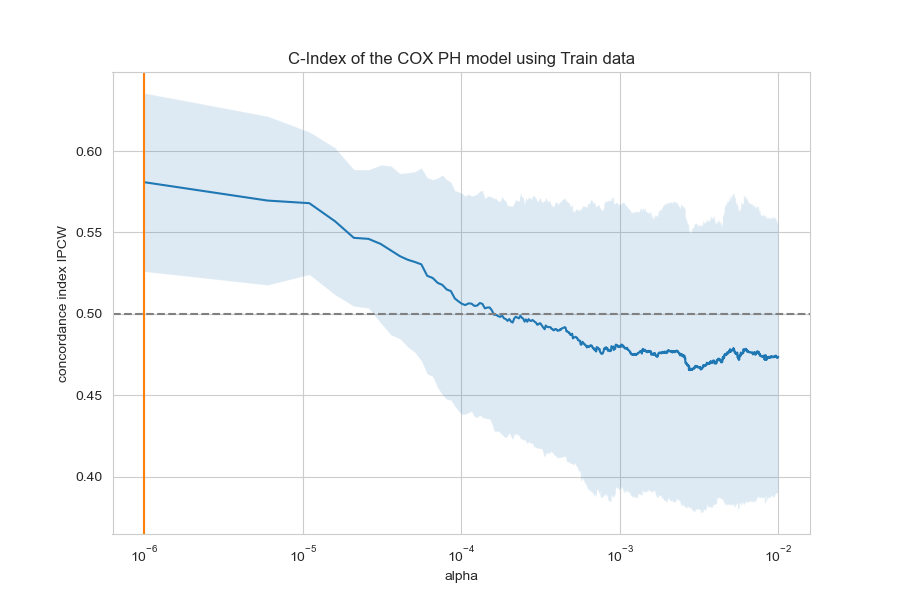 C-Index of the COX PH model using Train data
concordance index IPCW
0.60
0.55
0.50
0.45
0.40
10⁻⁶ 10⁻⁵ 10⁻⁴ 10⁻³ 10⁻²
alpha